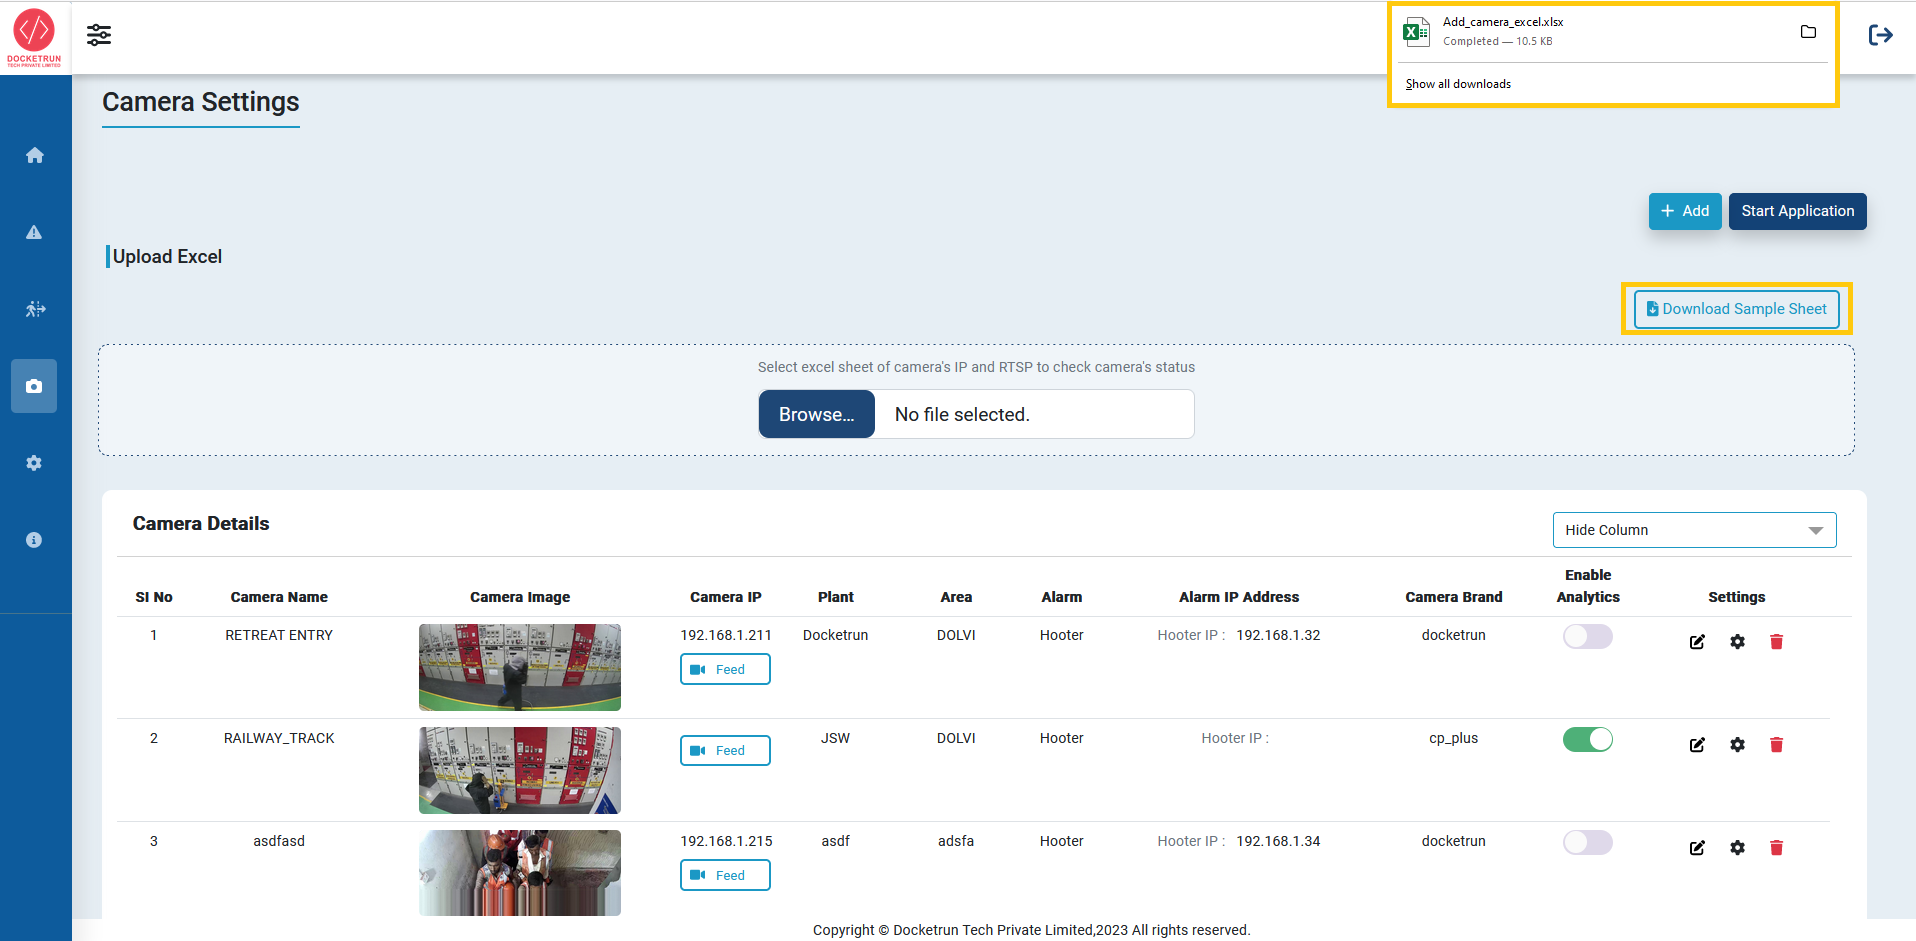 DOCKETRUN
TECH PRIVATE LIMITED
Add_camera_excel.xlsx
Completed — 10.5 KB
Show all downloads
Camera Settings
+ Add
Start Application
Upload Excel
Download Sample Sheet
Select excel sheet of camera's IP and RTSP to check camera's status
Browse...
No file selected.
Camera Details
Hide Column
SI No Camera Name Camera Image Camera IP Plant Area Alarm Alarm IP Address Camera Brand Enable Analytics Settings
1 RETREAT ENTRY 192.168.1.211 Docketrun DOLVI Hooter Hooter IP : 192.168.1.32 docketrun
Feed
2 RAILWAY_TRACK JSW DOLVI Hooter Hooter IP : cp_plus
Feed
3 asdfasd 192.168.1.215 asdf adsfa Hooter Hooter IP : 192.168.1.34 docketrun
Feed
Copyright © Docketrun Tech Private Limited,2023 All rights reserved.